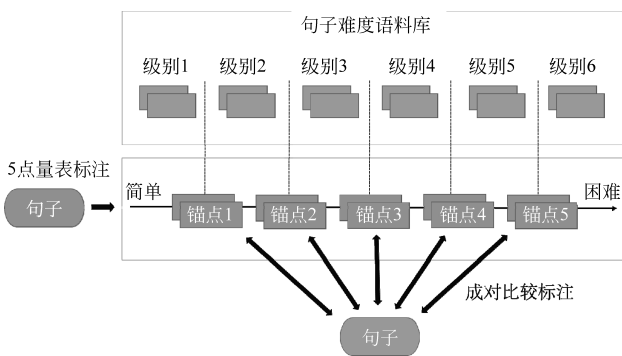 句子难度语料库
级别1 级别2 级别3 级别4 级别5 级别6
5点量表标注
句子
简单
锚点1 锚点2 锚点3 锚点4 锚点5
困难
成对比较标注
句子